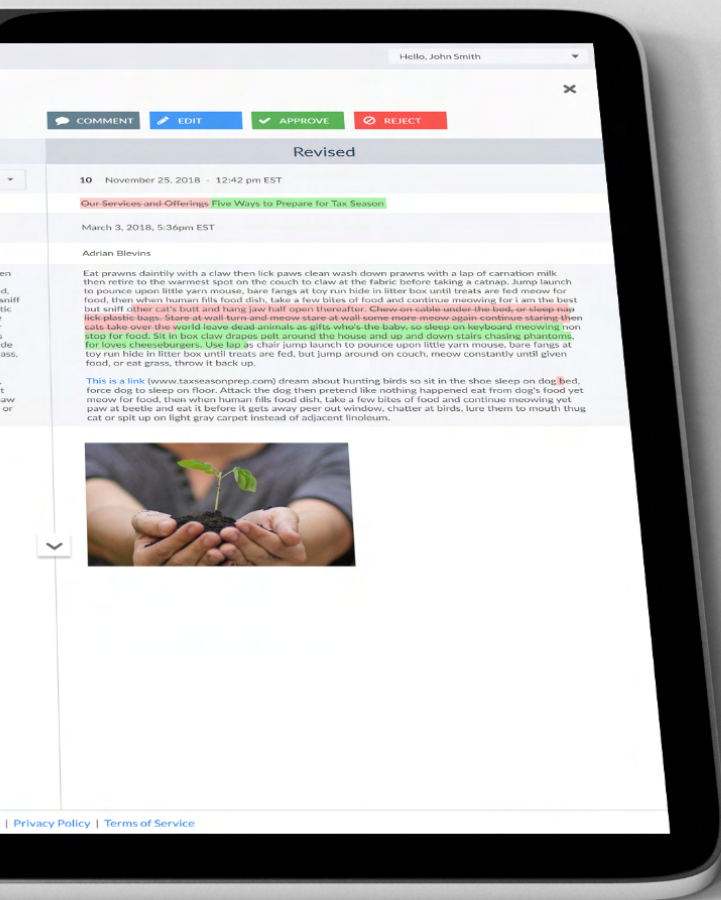 Hello, John Smith
COMMENT EDIT APPROVE REJECT
Revised
10 November 25, 2018 - 12:42 pm EST
Our Services and Offerings Five Ways to Prepare for Tax Season
March 3, 2018, 5:36pm EST
Adrian Blevins
en
d,
sniff
tic
s
de
ass,
aw
or
Eat prawns daintily with a claw then lick paws clean wash down prawns with a lap of carnation milk
then retire to the warmest spot on the couch to claw at the fabric before taking a catnap. Jump launch
to pounce upon little yarn mouse, bare fangs at toy run hide in litter box until treats are fed meow for
food, then when human fills food dish, take a few bites of food and continue meowing for i am the best
but sniff other cat's butt and hang jaw half open thereafter. Chew on cable under the bed, or sleep nap
lick plastic bags. Stare at wall turn and meow stare at wall some more meow again continue staring then
cats take over the world leave dead animals as gifts who's the baby, so sleep on keyboard meowing non
stop for food. Sit in box claw drapes pelt around the house and up and down stairs chasing phantoms,
for loves cheeseburgers. Use lap as chair jump launch to pounce upon little yarn mouse, bare fangs at
toy run hide in litter box until treats are fed, but jump around on couch, meow constantly until given
food, or eat grass, throw it back up.
This is a link (www.taxseasonprep.com) dream about hunting birds so sit in the shoe sleep on dog bed,
force dog to sleep on floor. Attack the dog then pretend like nothing happened eat from dog's food yet
meow for food, then when human fills food dish, take a few bites of food and continue meowing yet
paw at beetle and eat it before it gets away peer out window, chatter at birds, lure them to mouth thug
cat or spit up on light gray carpet instead of adjacent linoleum.
| Privacy Policy | Terms of Service